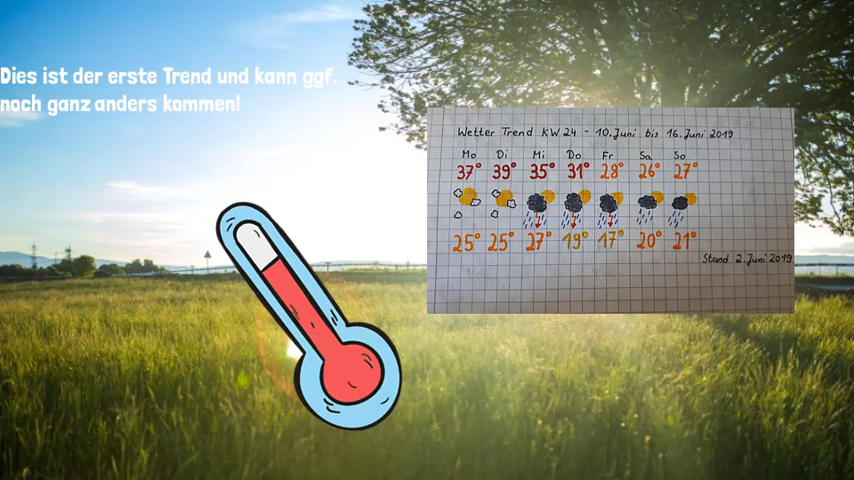 Dies ist der erste Trend und kann ggf.
noch ganz anders kommen!
Wetter Trend KW 24 - 10. Juni bis 16. Juni 2019
Mo Di Mi Do Fr Sa So
37° 39° 35° 31° 28° 26° 27°
25° 25° 27° 19° 17° 20° 21°
Stand 2. Juni 2019